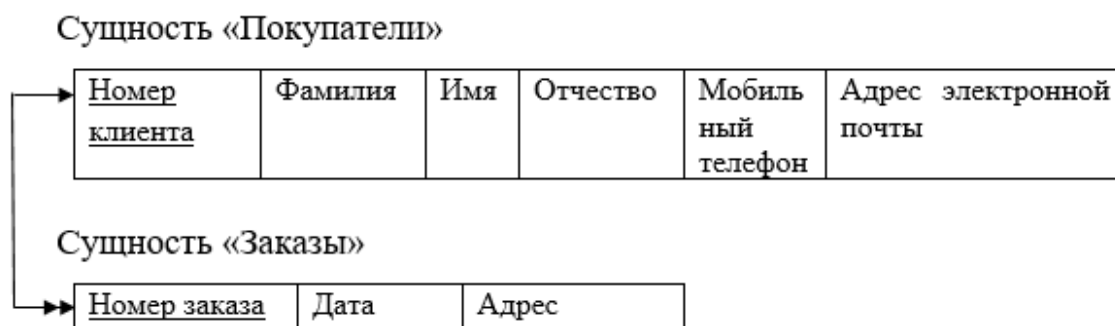 Сущность «Покупатели»
Номер клиента Фамилия Имя Отчество Мобиль ный телефон Адрес электронной почты
Сущность «Заказы»
Номер заказа Дата Адрес